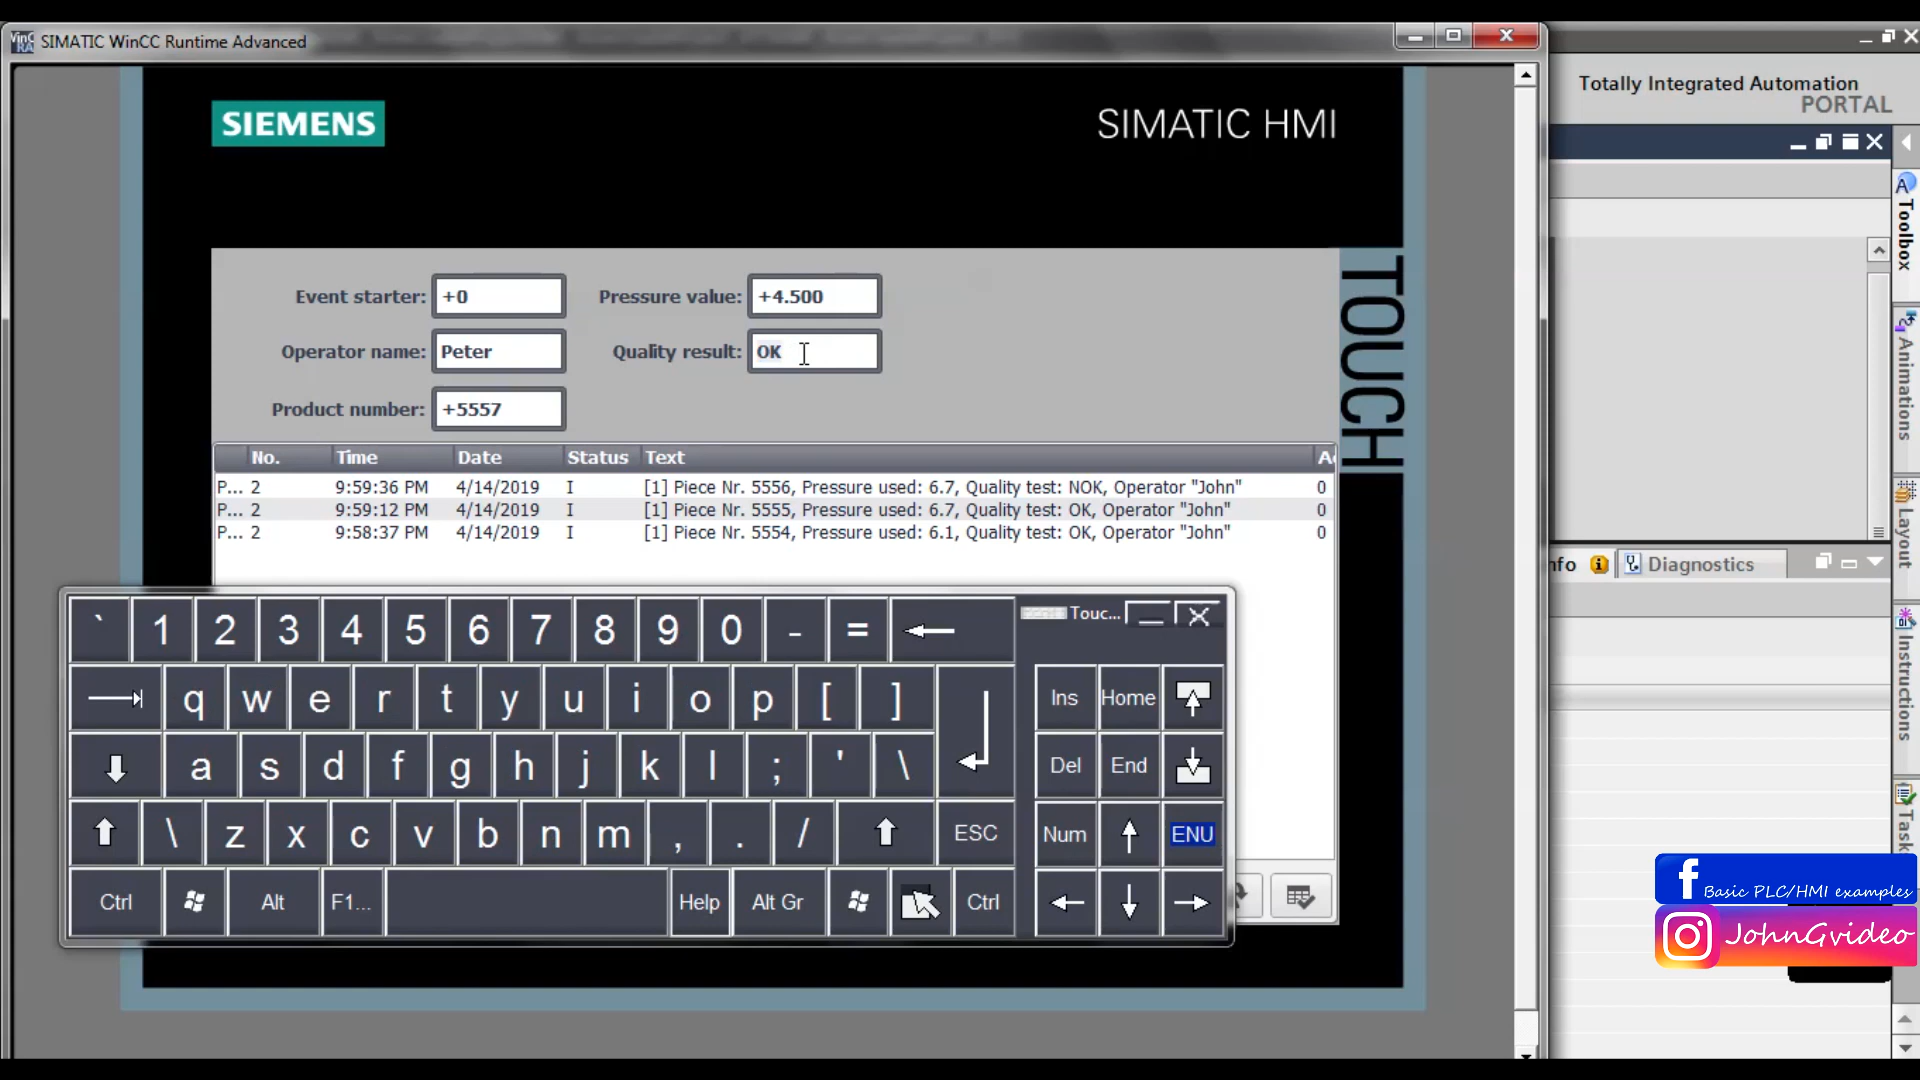 SIMATIC WinCC Runtime Advanced
Totally Integrated Automation
PORTAL
SIEMENS
SIMATIC HMI
TOUCH
Event starter: +0 Pressure value: +4.500
Operator name: Peter Quality result: OK
Product number: +5557
No. Time Date Status Text
P... 2 9:59:36 PM 4/14/2019 I [1] Piece Nr. 5556, Pressure used: 6.7, Quality test: NOK, Operator "John" 0
P... 2 9:59:12 PM 4/14/2019 I [1] Piece Nr. 5555, Pressure used: 6.7, Quality test: OK, Operator "John" 0
P... 2 9:58:37 PM 4/14/2019 I [1] Piece Nr. 5554, Pressure used: 6.1, Quality test: OK, Operator "John" 0
Touc...
` 1 2 3 4 5 6 7 8 9 0 - =
q w e r t y u i o p [ ] Ins Home
a s d f g h j k l ; ' \ Del End
\ z x c v b n m , . / ESC Num ENU
Ctrl Alt F1... Help Alt Gr Ctrl
Toolbox
Animations
Layout
Instructions
Task
nfo Diagnostics
f Basic PLC/HMI examples
JohnGvideo